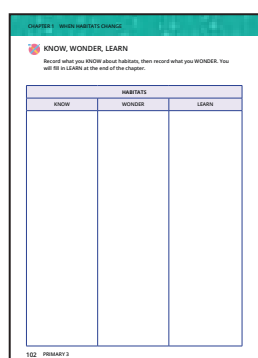 CHAPTER 1 WHEN HABITATS CHANGE
KNOW, WONDER, LEARN
Record what you KNOW about habitats, then record what you WONDER. You
will fill in LEARN at the end of the chapter.
HABITATS
KNOW WONDER LEARN
102 PRIMARY 3